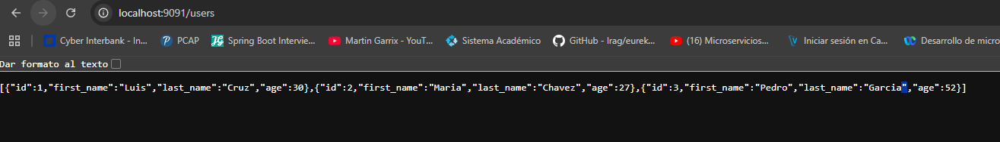 localhost:9091/users
Cyber Interbank - In... PCAP Spring Boot Intervie... Martin Garrix - YouT... Sistema Académico GitHub - lrag/eurek... (16) Microservicios... Iniciar sesión en Ca... Desarrollo de micro
Dar formato al texto
[{"id":1,"first_name":"Luis","last_name":"Cruz","age":30},{"id":2,"first_name":"Maria","last_name":"Chavez","age":27},{"id":3,"first_name":"Pedro","last_name":"Garcia","age":52}]